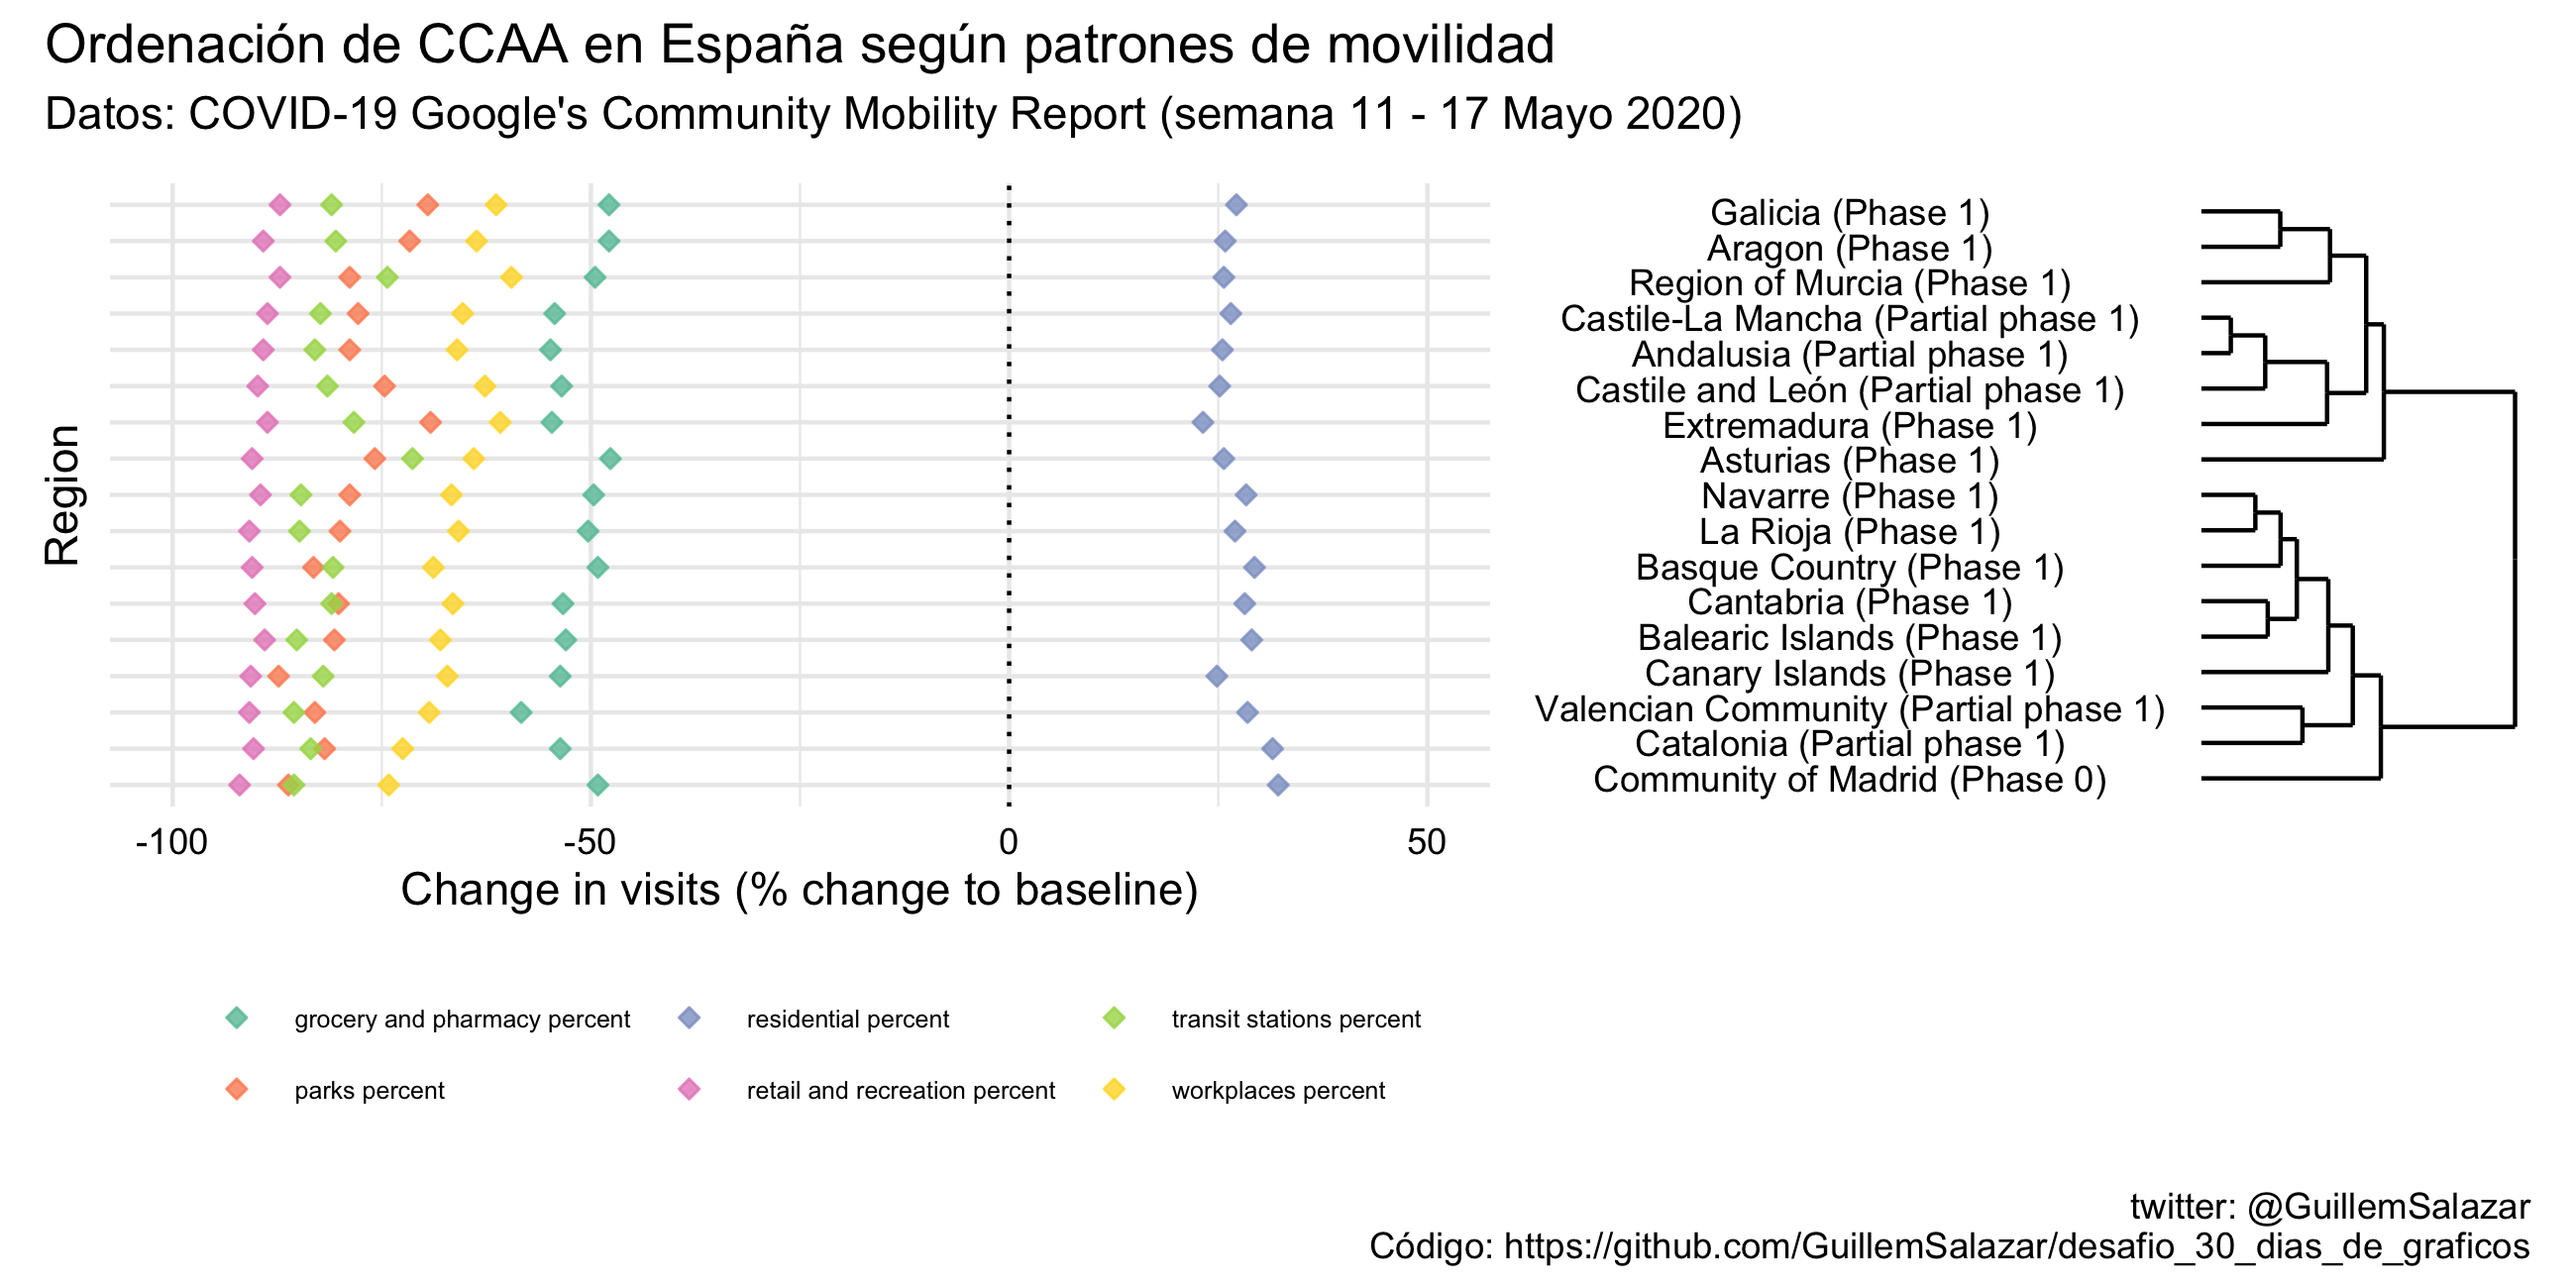 Ordenación de CCAA en España según patrones de movilidad
Datos: COVID-19 Google's Community Mobility Report (semana 11 - 17 Mayo 2020)
Region
Galicia (Phase 1)
Aragon (Phase 1)
Region of Murcia (Phase 1)
Castile-La Mancha (Partial phase 1)
Andalusia (Partial phase 1)
Castile and León (Partial phase 1)
Extremadura (Phase 1)
Asturias (Phase 1)
Navarre (Phase 1)
La Rioja (Phase 1)
Basque Country (Phase 1)
Cantabria (Phase 1)
Balearic Islands (Phase 1)
Canary Islands (Phase 1)
Valencian Community (Partial phase 1)
Catalonia (Partial phase 1)
Community of Madrid (Phase 0)
-100 -50 0 50
Change in visits (% change to baseline)
grocery and pharmacy percent residential percent transit stations percent
parks percent retail and recreation percent workplaces percent
twitter: @GuillemSalazar
Código: https://github.com/GuillemSalazar/desafio_30_dias_de_graficos